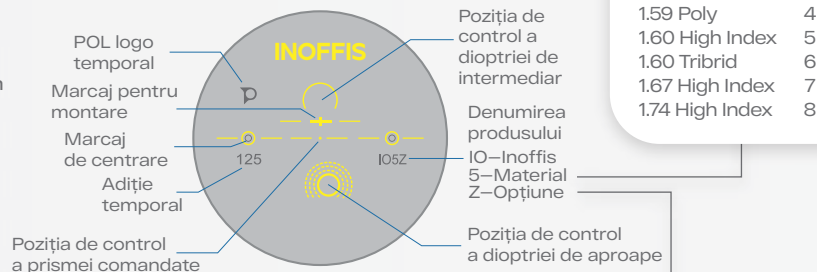 POL logo
temporal
Marcaj pentru
montare
Marcaj
de centrare
Adiție
temporal
Poziția de control
a prismei comandate
INOFFIS
125
IO5Z
Poziția de
control a
dioptriei de
intermediar
Denumirea
produsului
IO–Inoffis
5–Material
Z–Opțiune
Poziția de control
a dioptriei de aproape
1.59 Poly 4
1.60 High Index 5
1.60 Tribrid 6
1.67 High Index 7
1.74 High Index 8